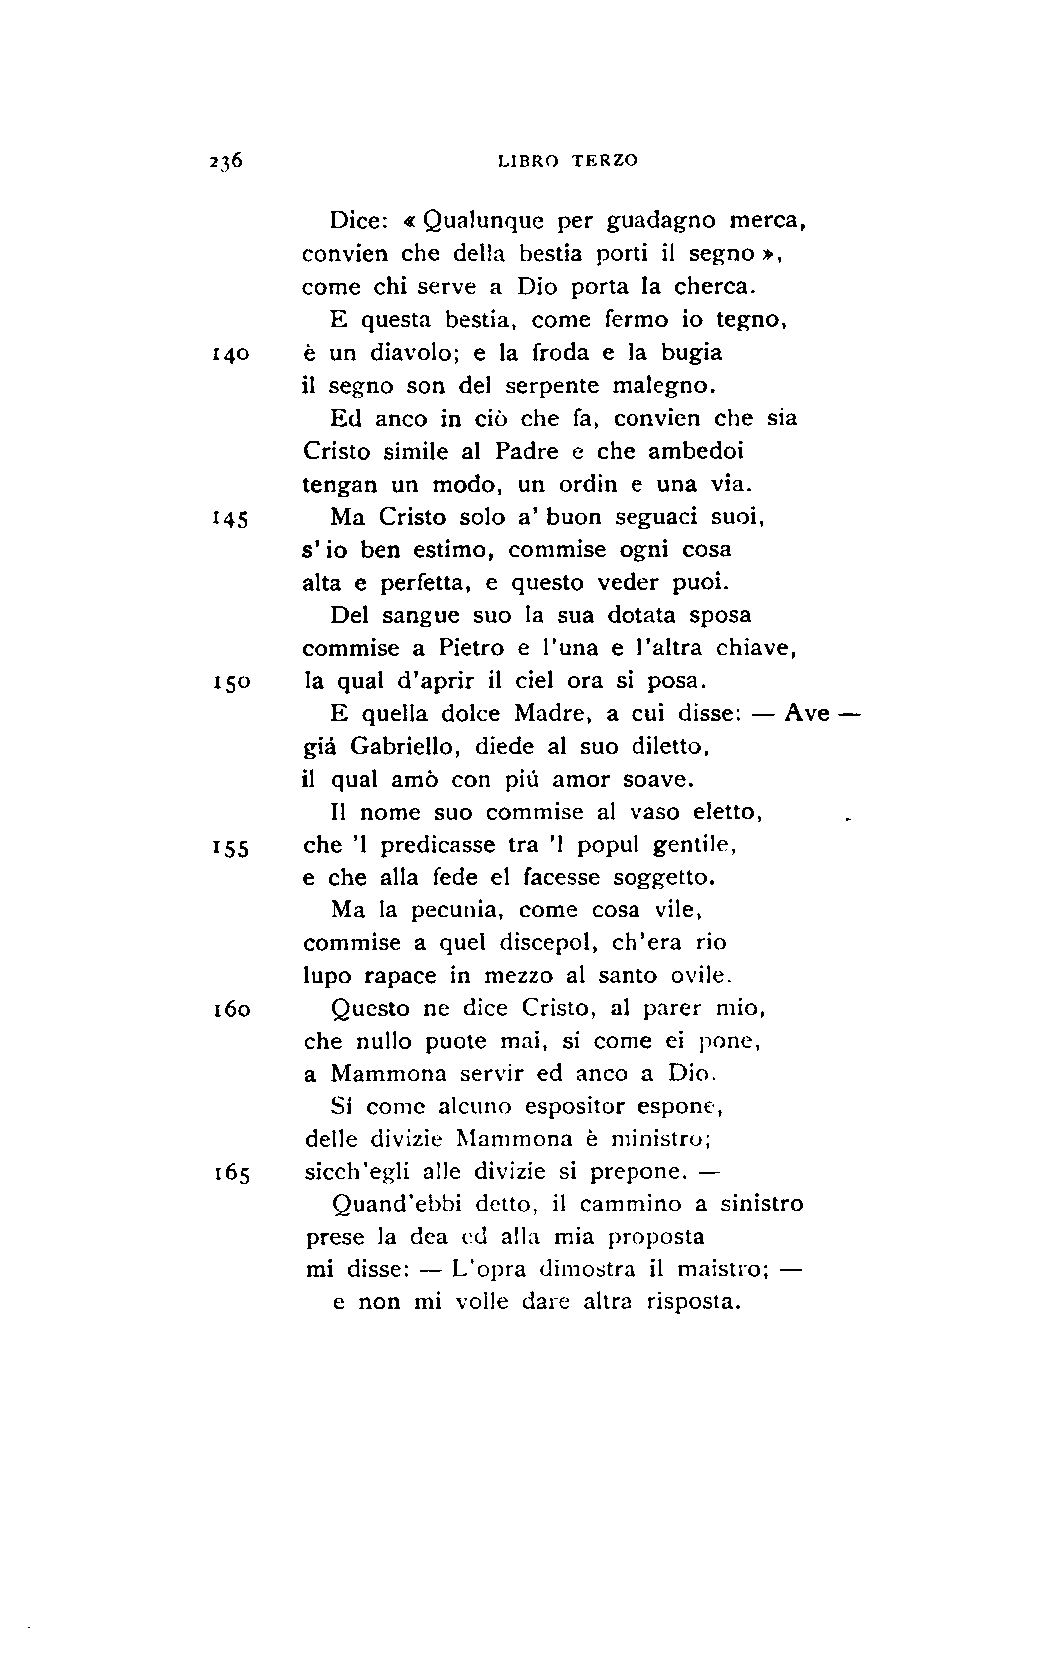 236 LIBRO TERZO
Dice: « Qualunque per guadagno merca,
convien che della bestia porti il segno »,
come chi serve a Dio porta la cherca.
E questa bestia, come fermo io tegno,
140 è un diavolo; e la froda e la bugia
il segno son del serpente malegno.
Ed anco in ciò che fa, convien che sia
Cristo simile al Padre e che ambedoi
tengan un modo, un ordin e una via.
145 Ma Cristo solo a' buon seguaci suoi,
s' io ben estimo, commise ogni cosa
alta e perfetta, e questo veder puoi.
Del sangue suo la sua dotata sposa
commise a Pietro e l'una e l'altra chiave,
150 la qual d'aprir il ciel ora si posa.
E quella dolce Madre, a cui disse: — Ave —
giá Gabriello, diede al suo diletto,
il qual amò con piú amor soave.
Il nome suo commise al vaso eletto,
155 che 'l predicasse tra 'l popul gentile,
e che alla fede el facesse soggetto.
Ma la pecunia, come cosa vile,
commise a quel discepol, ch'era rio
lupo rapace in mezzo al santo ovile.
160 Questo ne dice Cristo, al parer mio,
che nullo puote mai, si come ei pone,
a Mammona servir ed anco a Dio.
Sí come alcuno espositor espone,
delle divizie Mammona è ministro;
165 sicch'egli alle divizie si prepone. —
Quand'ebbi detto, il cammino a sinistro
prese la dea ed alla mia proposta
mi disse: — L'opra dimostra il maistro; —
e non mi volle dare altra risposta.